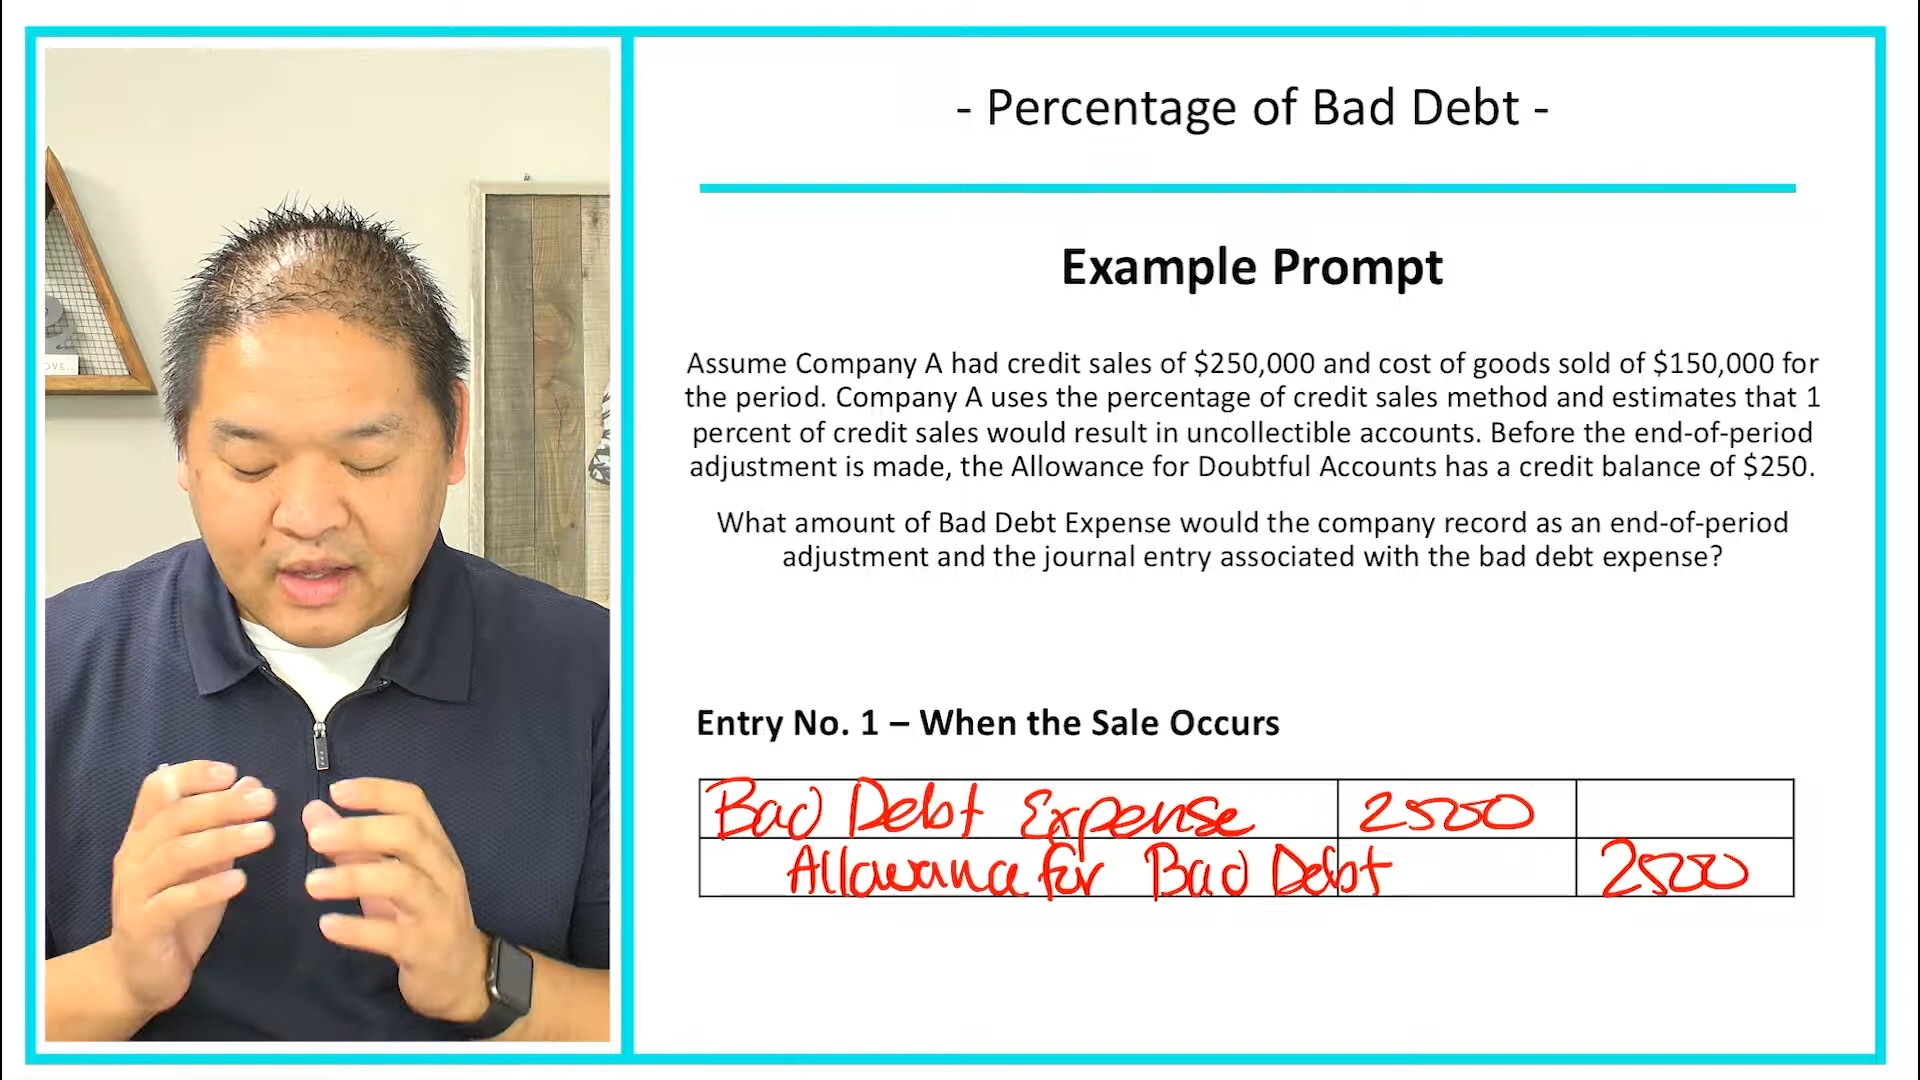 - Percentage of Bad Debt -
Example Prompt
Assume Company A had credit sales of $250,000 and cost of goods sold of $150,000 for
the period. Company A uses the percentage of credit sales method and estimates that 1
percent of credit sales would result in uncollectible accounts. Before the end-of-period
adjustment is made, the Allowance for Doubtful Accounts has a credit balance of $250.
What amount of Bad Debt Expense would the company record as an end-of-period
adjustment and the journal entry associated with the bad debt expense?
Entry No. 1 – When the Sale Occurs
Bad Debt Expense 2500
Allowance for Bad Debt 2500
OVE.